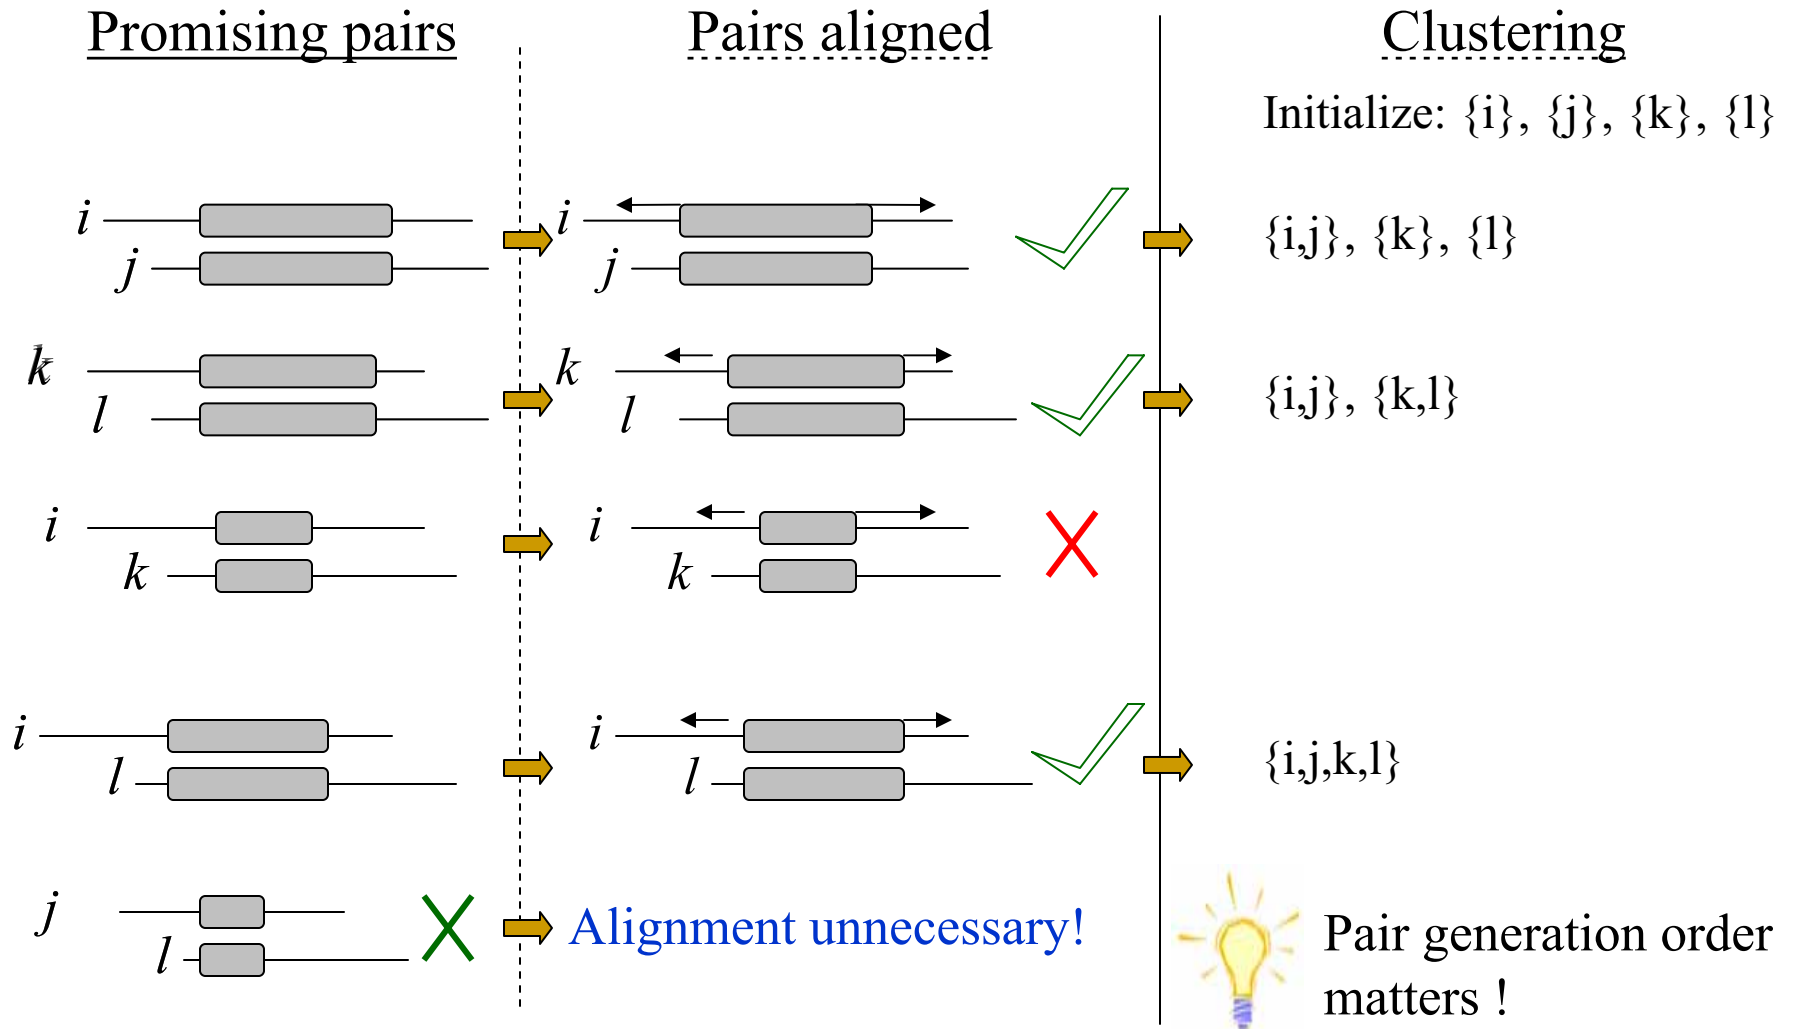 Promising pairs
Pairs aligned
Clustering
Initialize: {i}, {j}, {k}, {l}
i
j
i
j
{i,j}, {k}, {l}
k
l
k
l
{i,j}, {k,l}
i
k
i
k
i
l
i
l
{i,j,k,l}
j
l
Alignment unnecessary!
Pair generation order
matters !